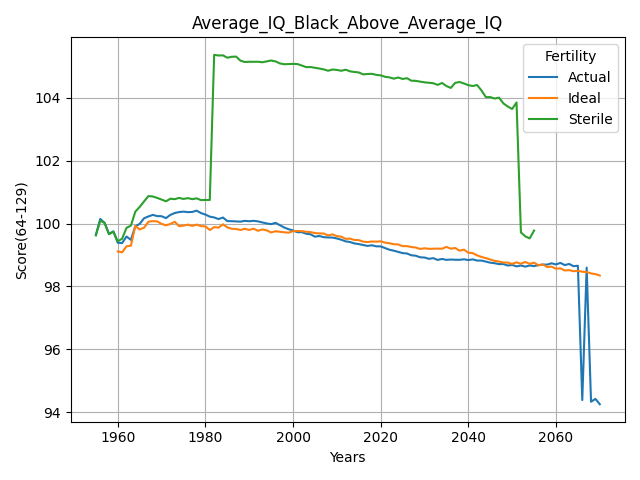 Average_IQ_Black_Above_Average_IQ
Fertility
Actual
Ideal
Sterile
Score(64-129)
104
102
100
98
96
94
1960
1980
2000
2020
2040
2060
Years